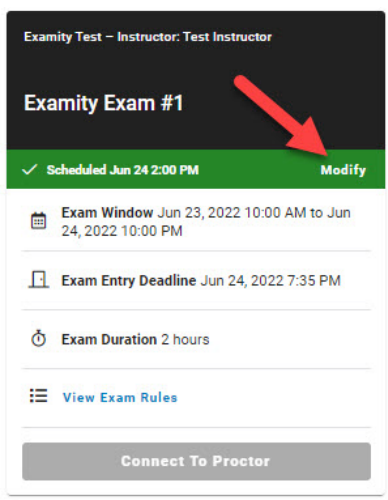 Examity Test – Instructor: Test Instructor
Examity Exam #1
Scheduled Jun 24 2:00 PM Modify
Exam Window Jun 23, 2022 10:00 AM to Jun
24, 2022 10:00 PM
Exam Entry Deadline Jun 24, 2022 7:35 PM
Exam Duration 2 hours
View Exam Rules
Connect To Proctor